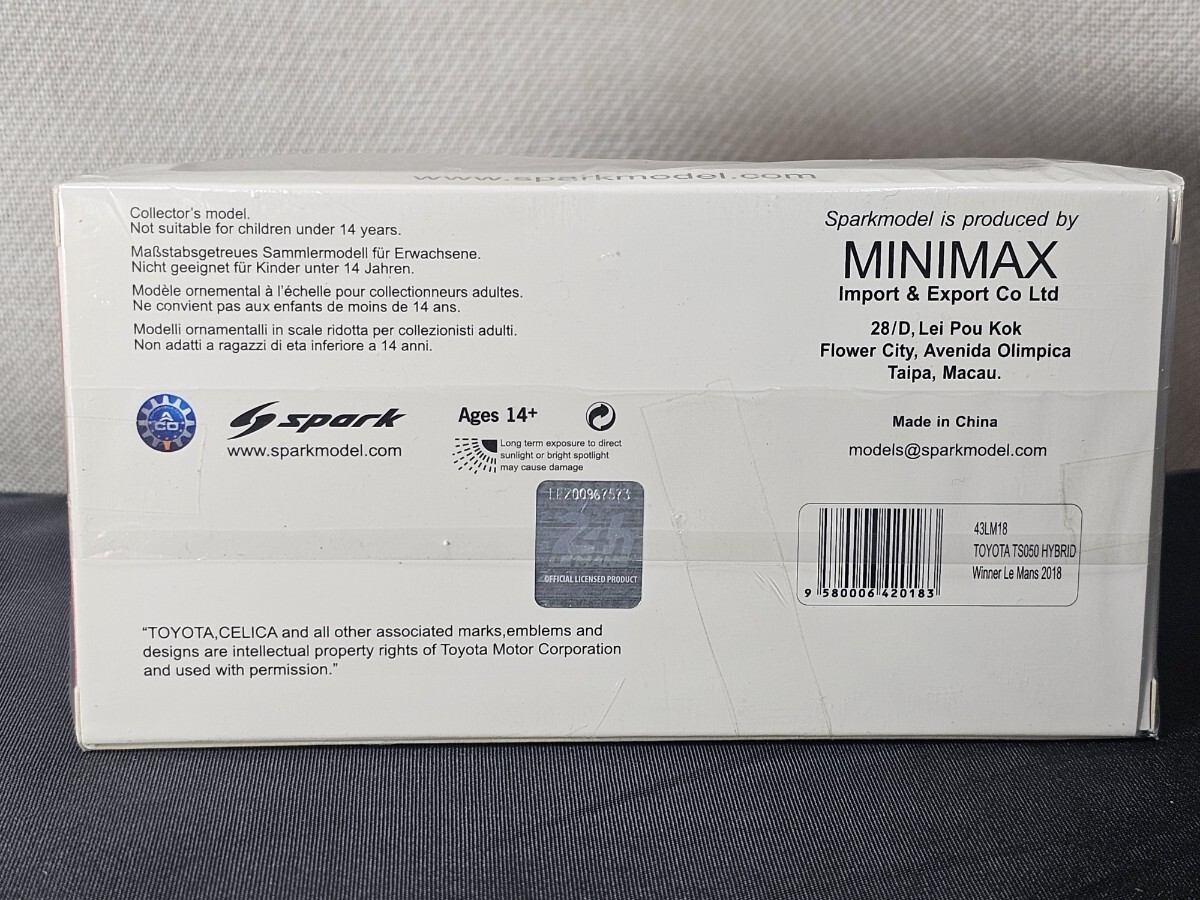 www.sparkmodel.com
Collector's model.
Not suitable for children under 14 years.
Maßstabsgetreues Sammlermodell für Erwachsene.
Nicht geeignet für Kinder unter 14 Jahren.
Modèle ornemental à l'échelle pour collectionneurs adultes.
Ne convient pas aux enfants de moins de 14 ans.
Modelli ornamentalli in scale ridotta per collezionisti adulti.
Non adatti a ragazzi di eta inferiore a 14 anni.
Sparkmodel is produced by
MINIMAX
Import & Export Co Ltd
28/D, Lei Pou Kok
Flower City, Avenida Olimpica
Taipa, Macau.
Made in China
models@sparkmodel.com
ACO
spark
www.sparkmodel.com
Ages 14+
Long term exposure to direct
sunlight or bright spotlight
may cause damage
24h
OFFICIAL LICENSED PRODUCT
43LM18
TOYOTA TS050 HYBRID
Winner Le Mans 2018
9 580006 420183
“TOYOTA,CELICA and all other associated marks,emblems and
designs are intellectual property rights of Toyota Motor Corporation
and used with permission.”